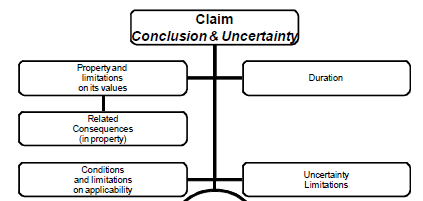 Claim
Conclusion & Uncertainty
Property and
limitations
on its values
Duration
Related
Consequences
(in property)
Conditions
and limitations
on applicability
Uncertainty
Limitations